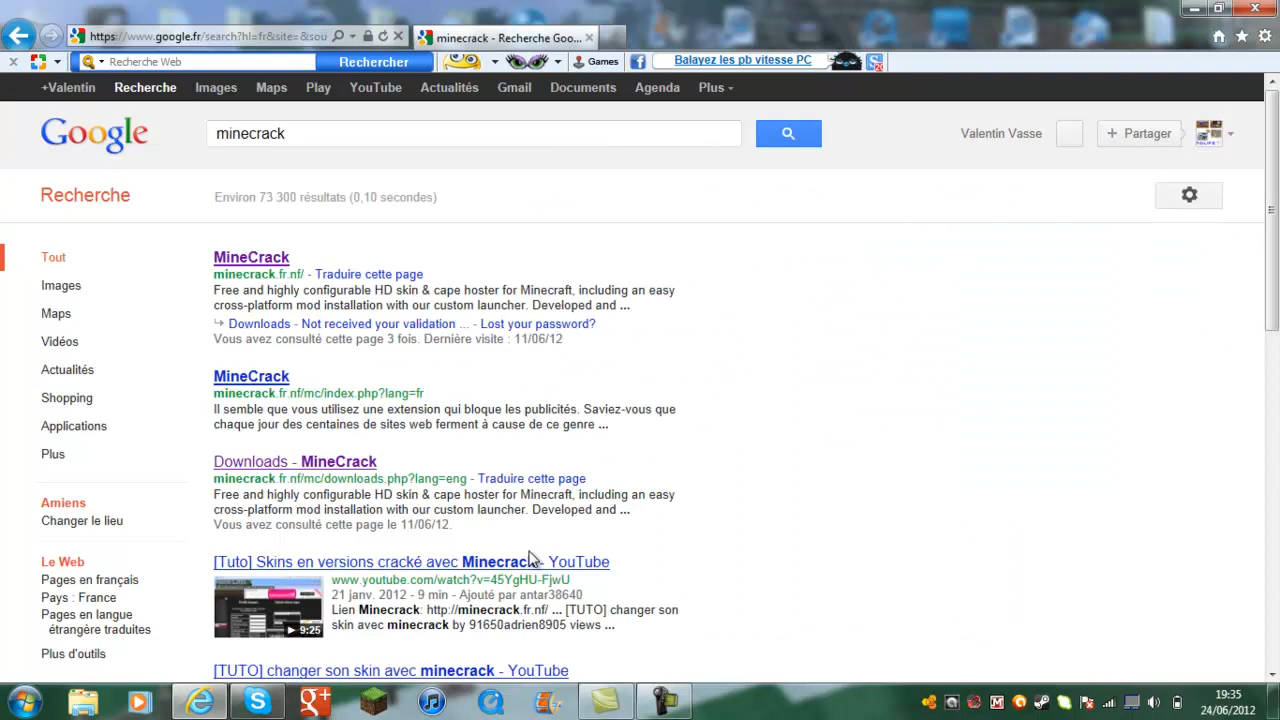 https://www.google.fr/search?hl=fr&site=&sou
minecrack - Recherche Goo...
Recherche Web
Rechercher
Games
Balayez les pb vitesse PC
+Valentin Recherche Images Maps Play YouTube Actualités Gmail Documents Agenda Plus
Google
minecrack
Valentin Vasse
+ Partager
Recherche
Environ 73 300 résultats (0,10 secondes)
Tout
Images
Maps
Vidéos
Actualités
Shopping
Applications
Plus
Amiens
Changer le lieu
Le Web
Pages en français
Pays : France
Pages en langue
étrangère traduites
Plus d'outils
MineCrack
minecrack.fr.nf/ - Traduire cette page
Free and highly configurable HD skin & cape hoster for Minecraft, including an easy
cross-platform mod installation with our custom launcher. Developed and ...
Downloads - Not received your validation ... - Lost your password?
Vous avez consulté cette page 3 fois. Dernière visite : 11/06/12
MineCrack
minecrack.fr.nf/mc/index.php?lang=fr
Il semble que vous utilisez une extension qui bloque les publicités. Saviez-vous que
chaque jour des centaines de sites web ferment à cause de ce genre ...
Downloads - MineCrack
minecrack.fr.nf/mc/downloads.php?lang=eng - Traduire cette page
Free and highly configurable HD skin & cape hoster for Minecraft, including an easy
cross-platform mod installation with our custom launcher. Developed and ...
Vous avez consulté cette page le 11/06/12.
[Tuto] Skins en versions cracké avec Minecrack - YouTube
www.youtube.com/watch?v=45YgHU-FjwU
21 janv. 2012 - 9 min - Ajouté par antar38640
Lien Minecrack: http://minecrack.fr.nf/ ... [TUTO] changer son
skin avec minecrack by 91650adrien8905 views ...
9:25
[TUTO] changer son skin avec minecrack - YouTube
19:35
24/06/2012